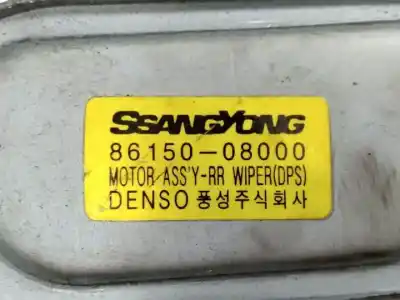 SSANGYONG
86150-08000
MOTOR ASS'Y-RR WIPER(DPS)
DENSO 풍성주식회사